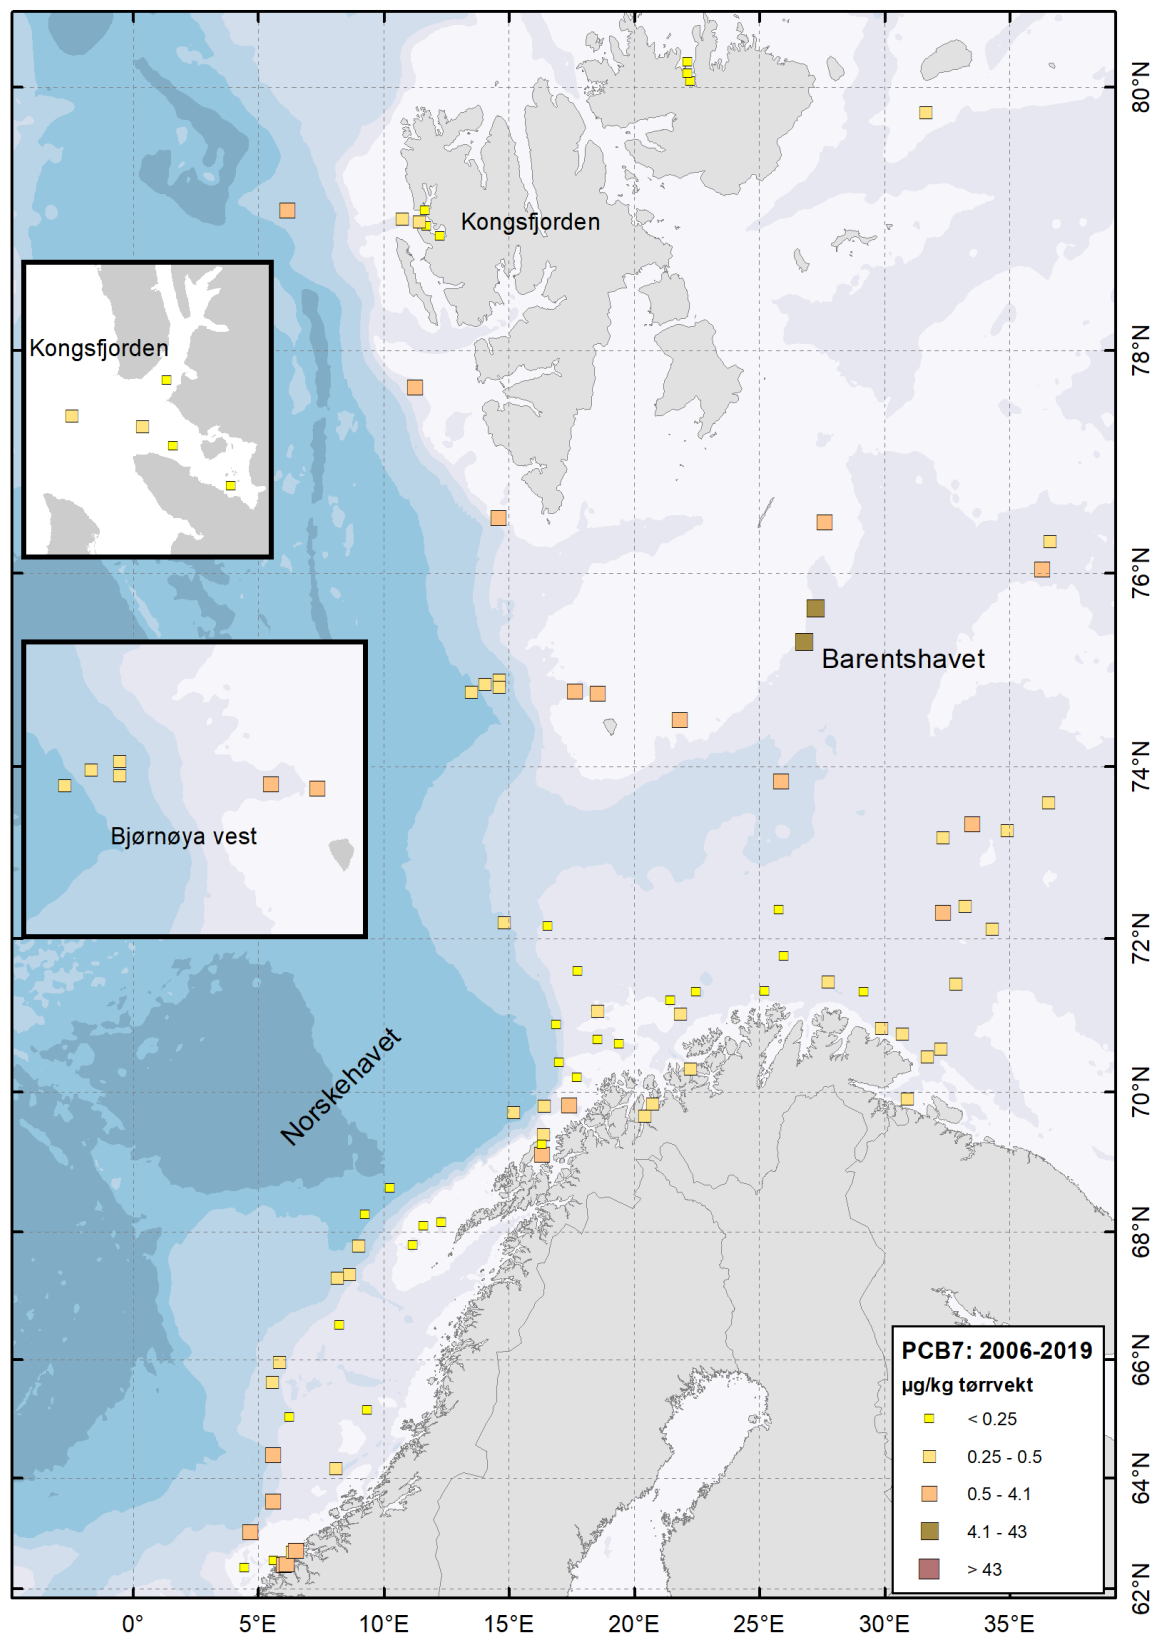 80°N
Kongsfjorden
Kongsfjorden
78°N
76°N
Barentshavet
74°N
Bjørnøya vest
72°N
Norskehavet
70°N
68°N
PCB7: 2006-2019
66°N
µg/kg tørrvekt
< 0.25
0.25 - 0.5
64°N
0.5 - 4.1
4.1 - 43
> 43
62°N
0° 5°E 10°E 15°E 20°E 25°E 30°E 35°E